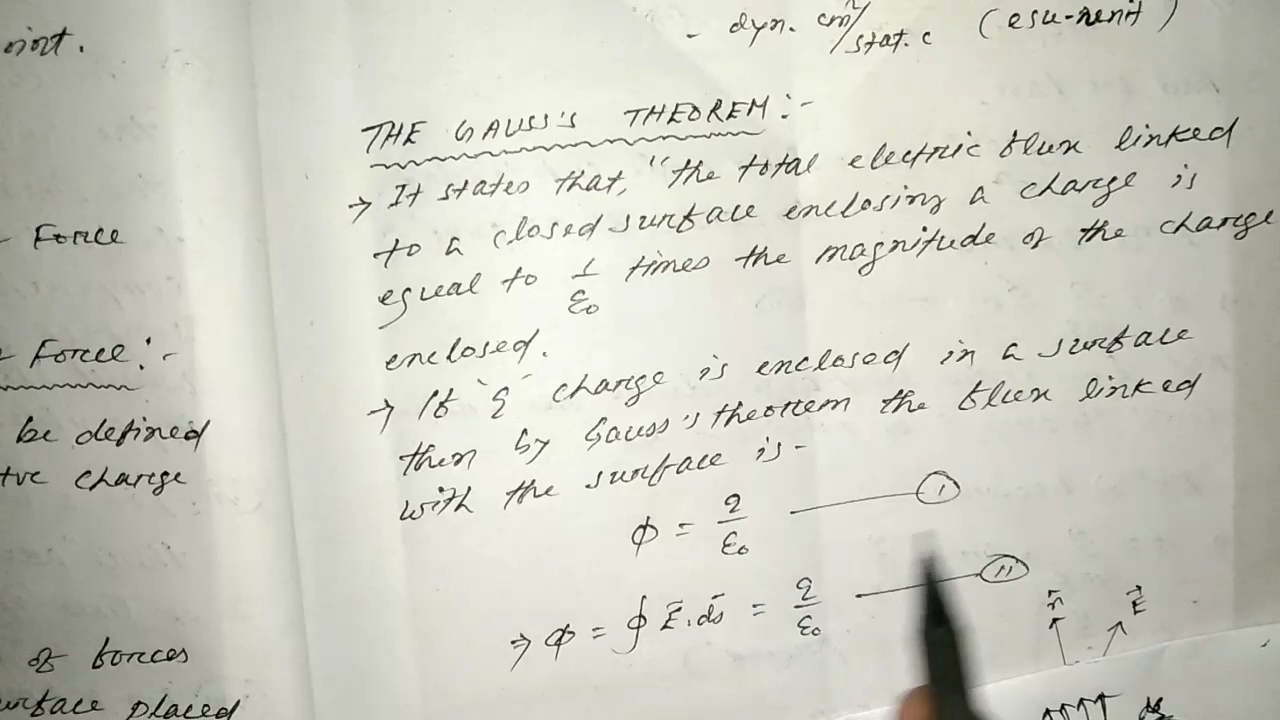 - dyn. cm²/stat.c (esu-unit)
THE GAUSS'S THEOREM:-
→ It states that, "the total electric flux linked
to a closed surface enclosing a charge is
equal to 1/ε₀ times the magnitude of the charge
enclosed.
→ If "q" charge is enclosed in a surface
then by Gauss's theorem the flux linked
with the surface is-
ϕ = q/ε₀ — I
⇒ ϕ = ∮ E⃗.ds⃗ = q/ε₀ — II
n⃗ E⃗
ds
Force
Force:-
be defined
+ve charge
of forces
surface placed